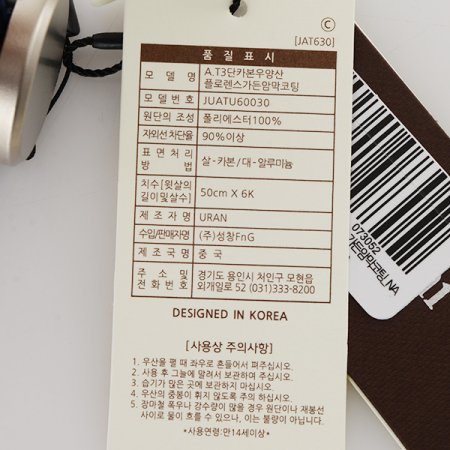 ⓒ
[JAT630]
품 질 표 시
모 델 명 A.T3단카본우양산
플로렌스가든암막코팅
모델번호 JUATU60030
원단의 조성 폴리에스터100%
자외선 차단율 90%이상
표면처리
방 법 살-카본/대-알루미늄
치수[윗살의
길이및살수] 50cm X 6K
제조자명 URAN
수입/판매자명 (주)성창FnG
제조국명 중 국
주 소 및
전화번호 경기도 용인시 처인구 모현읍
외개일로 52 (031)333-8200
DESIGNED IN KOREA
[사용상 주의사항]
1. 우산을 펼 때 좌우로 흔들어서 펴주십시오.
2. 사용 후 그늘에 말려서 보관하여 주십시오.
3. 습기가 많은 곳에 보관하지 마십시오.
4. 우산의 중봉이 휘지 않도록 주의 하십시오.
5. 장마철 폭우나 강수량이 많을 경우 원단이나 재봉선
사이로 물이 흐를 수 있으나, 이는 불량이 아닙니다.
*사용연령:만14세이상*
073052
가든암막코팅_NA